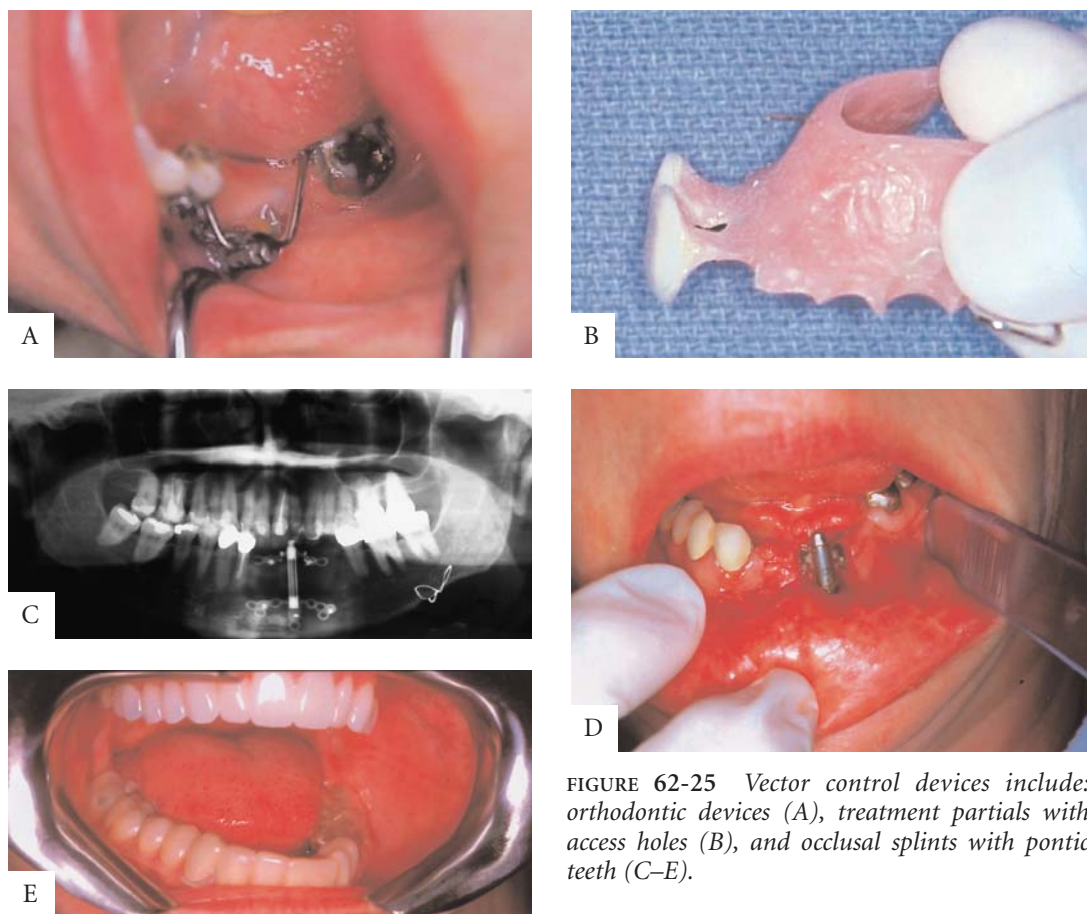 A
B
C
D
E
FIGURE 62-25 Vector control devices include:
orthodontic devices (A), treatment partials with
access holes (B), and occlusal splints with pontic
teeth (C–E).